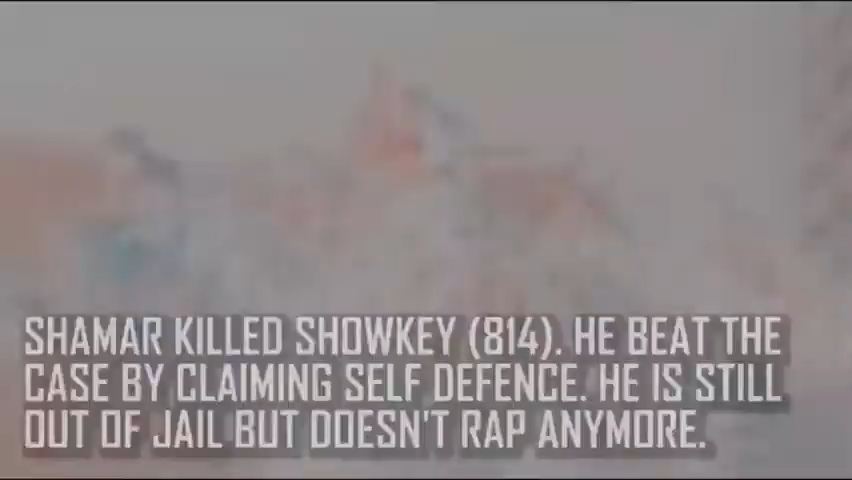 SHAMAR KILLED SHOWKEY (814). HE BEAT THE
CASE BY CLAIMING SELF DEFENCE. HE IS STILL
OUT OF JAIL BUT DOESN'T RAP ANYMORE.